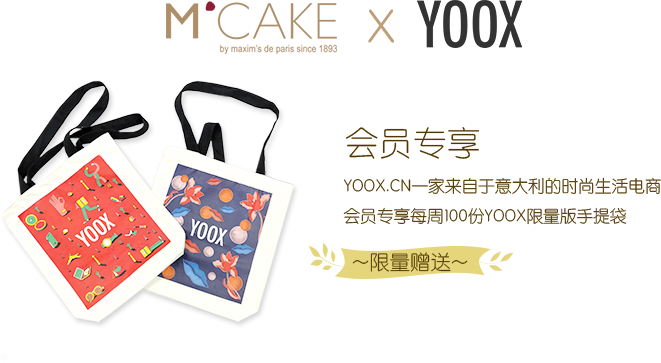 M'CAKE X YOOX
by maxim's de paris since 1893
YOOX
YOOX
会员专享
YOOX.CN一家来自于意大利的时尚生活电商
会员专享每周100份YOOX限量版手提袋
～限量赠送～